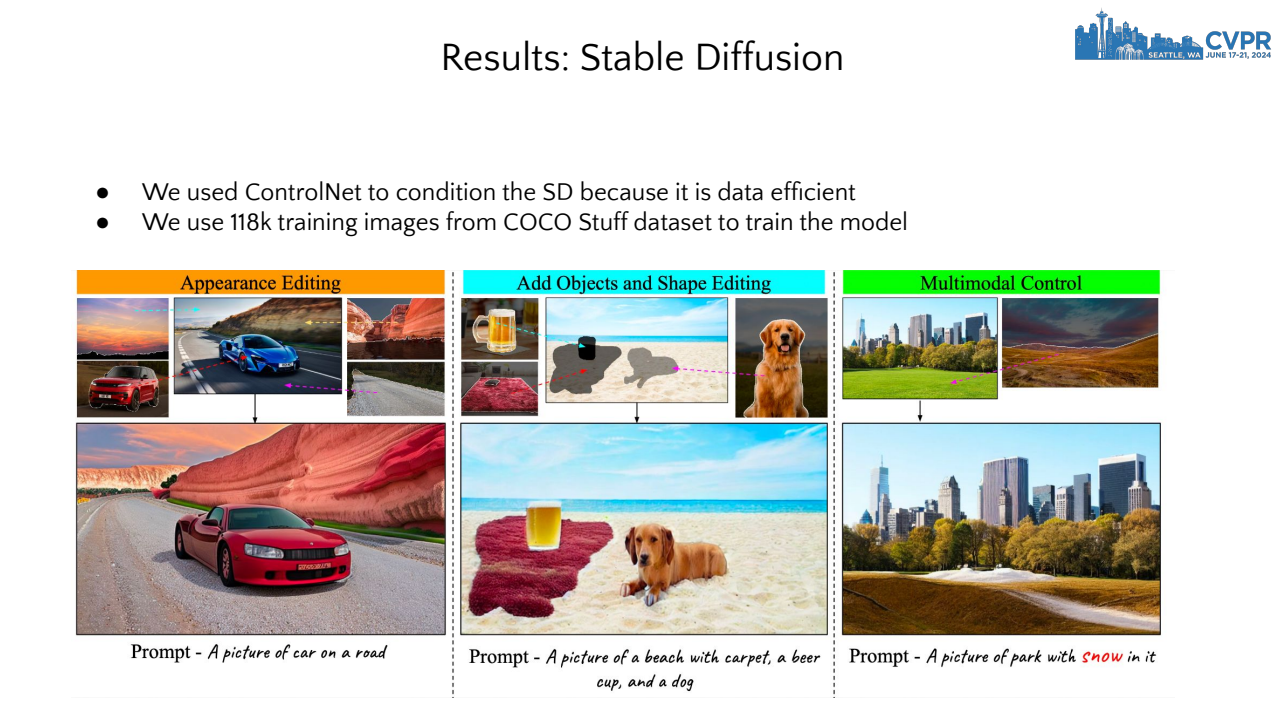 Results: Stable Diffusion
CVPR
SEATTLE, WA JUNE 17-21, 2024
● We used ControlNet to condition the SD because it is data efficient
● We use 118k training images from COCO Stuff dataset to train the model
Appearance Editing
Add Objects and Shape Editing
Multimodal Control
Prompt - A picture of car on a road
Prompt - A picture of a beach with carpet, a beer
cup, and a dog
Prompt - A picture of park with snow in it